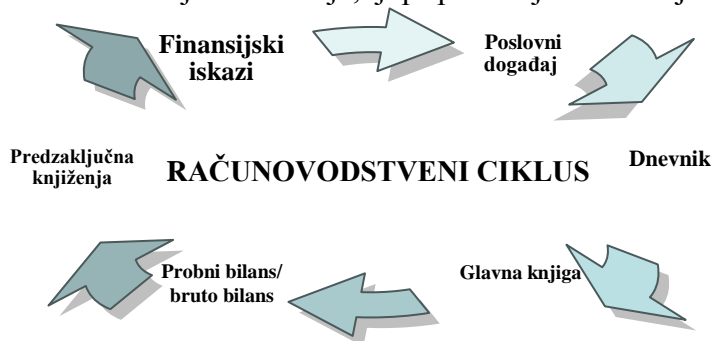 Finansijski
iskazi
Poslovni
događaj
Predzaključna
knjiženja
RAČUNOVODSTVENI CIKLUS
Dnevnik
Probni bilans/
bruto bilans
Glavna knjiga